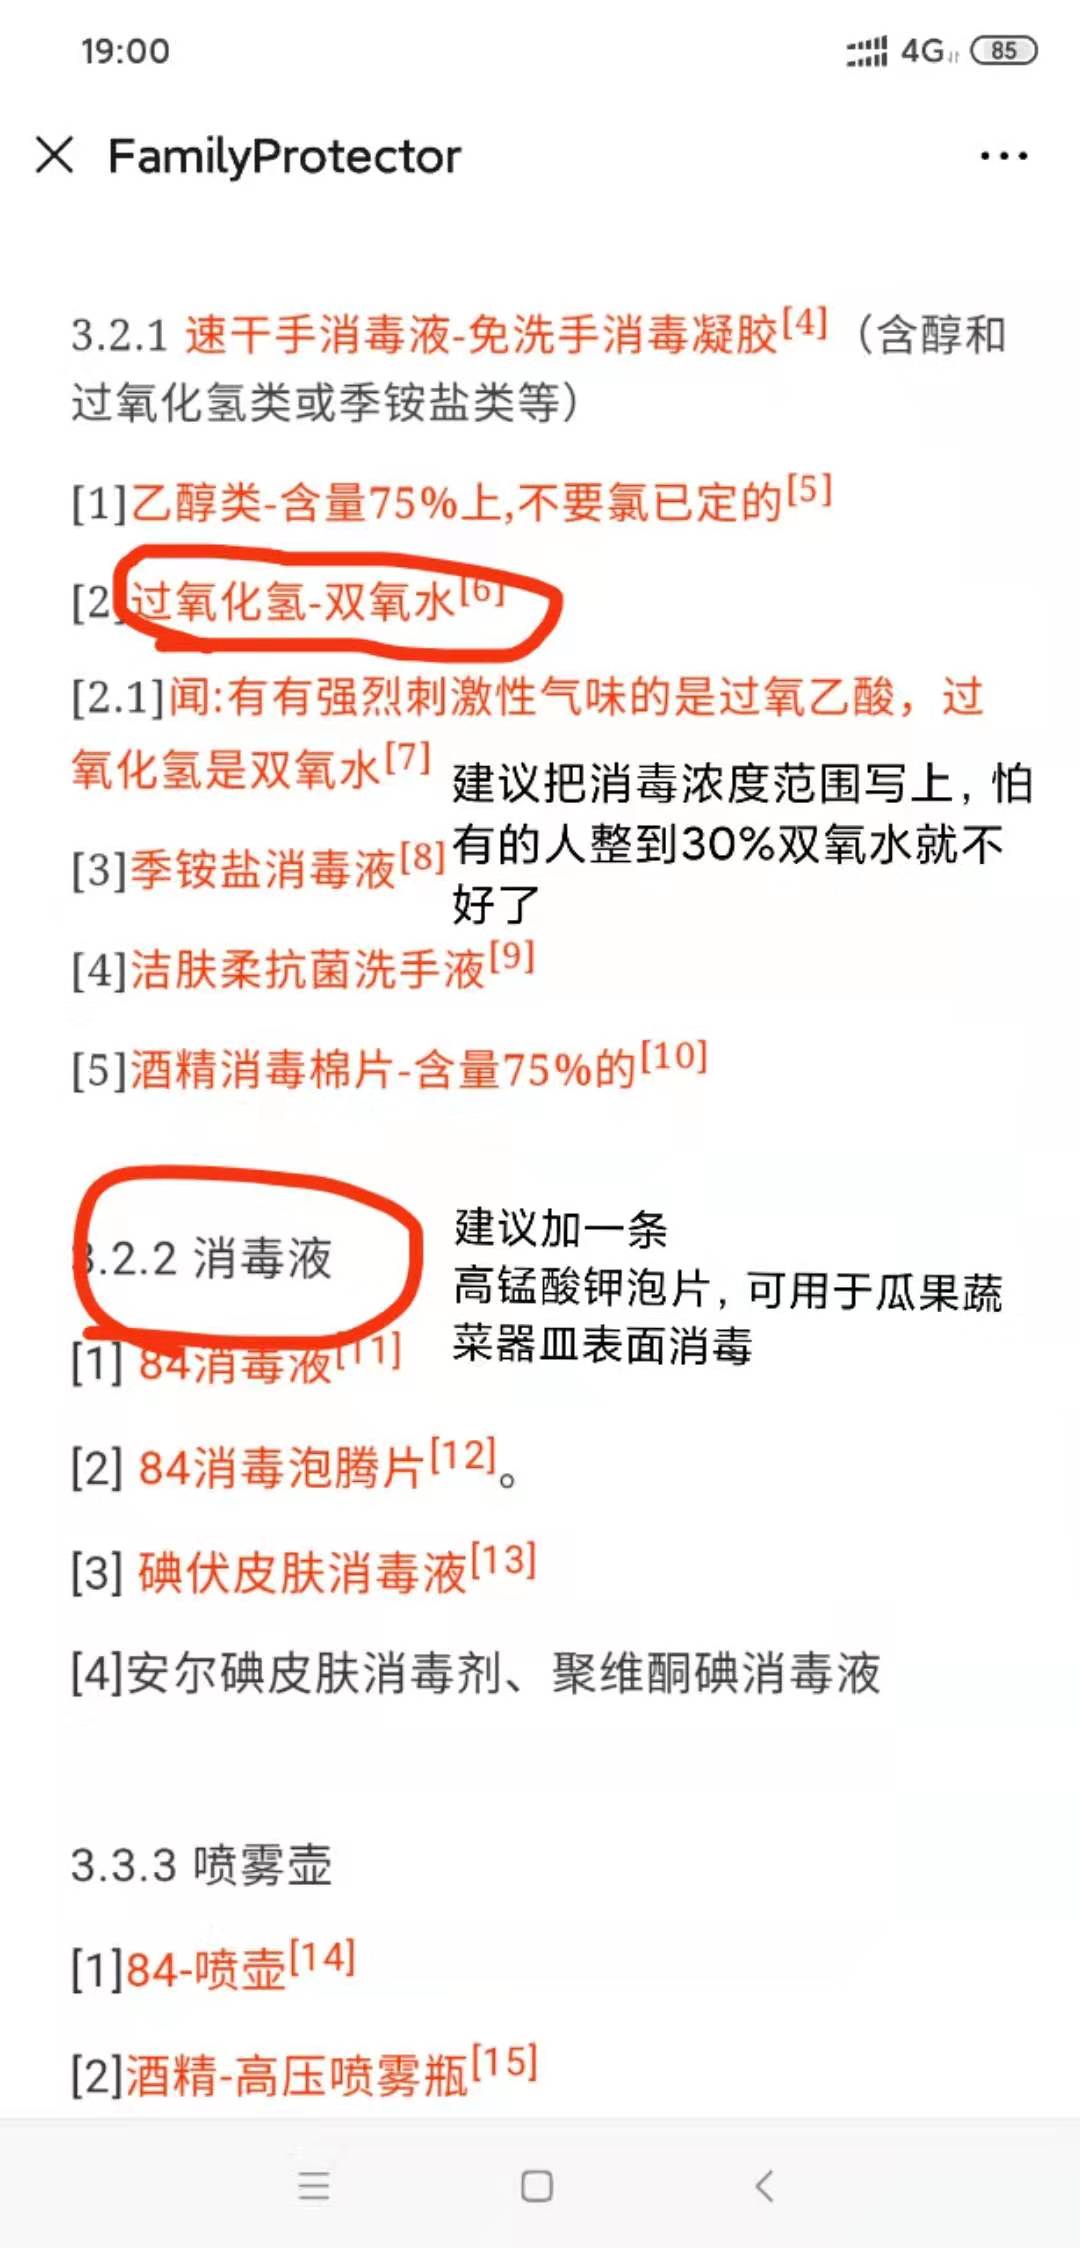 19:00
4G
85
FamilyProtector
3.2.1 速干手消毒液-免洗手消毒凝胶[4]（含醇和
过氧化氢类或季铵盐类等）
[1]乙醇类-含量75%上,不要氯已定的[5]
[2]过氧化氢-双氧水[6]
[2.1]闻:有有强烈刺激性气味的是过氧乙酸，过
氧化氢是双氧水[7]
建议把消毒浓度范围写上，怕
有的人整到30%双氧水就不
好了
[3]季铵盐消毒液[8]
[4]洁肤柔抗菌洗手液[9]
[5]酒精消毒棉片-含量75%的[10]
3.2.2 消毒液
建议加一条
高锰酸钾泡片，可用于瓜果蔬
菜器皿表面消毒
[1] 84消毒液[11]
[2] 84消毒泡腾片[12]。
[3] 碘伏皮肤消毒液[13]
[4]安尔碘皮肤消毒剂、聚维酮碘消毒液
3.3.3 喷雾壶
[1]84-喷壶[14]
[2]酒精-高压喷雾瓶[15]